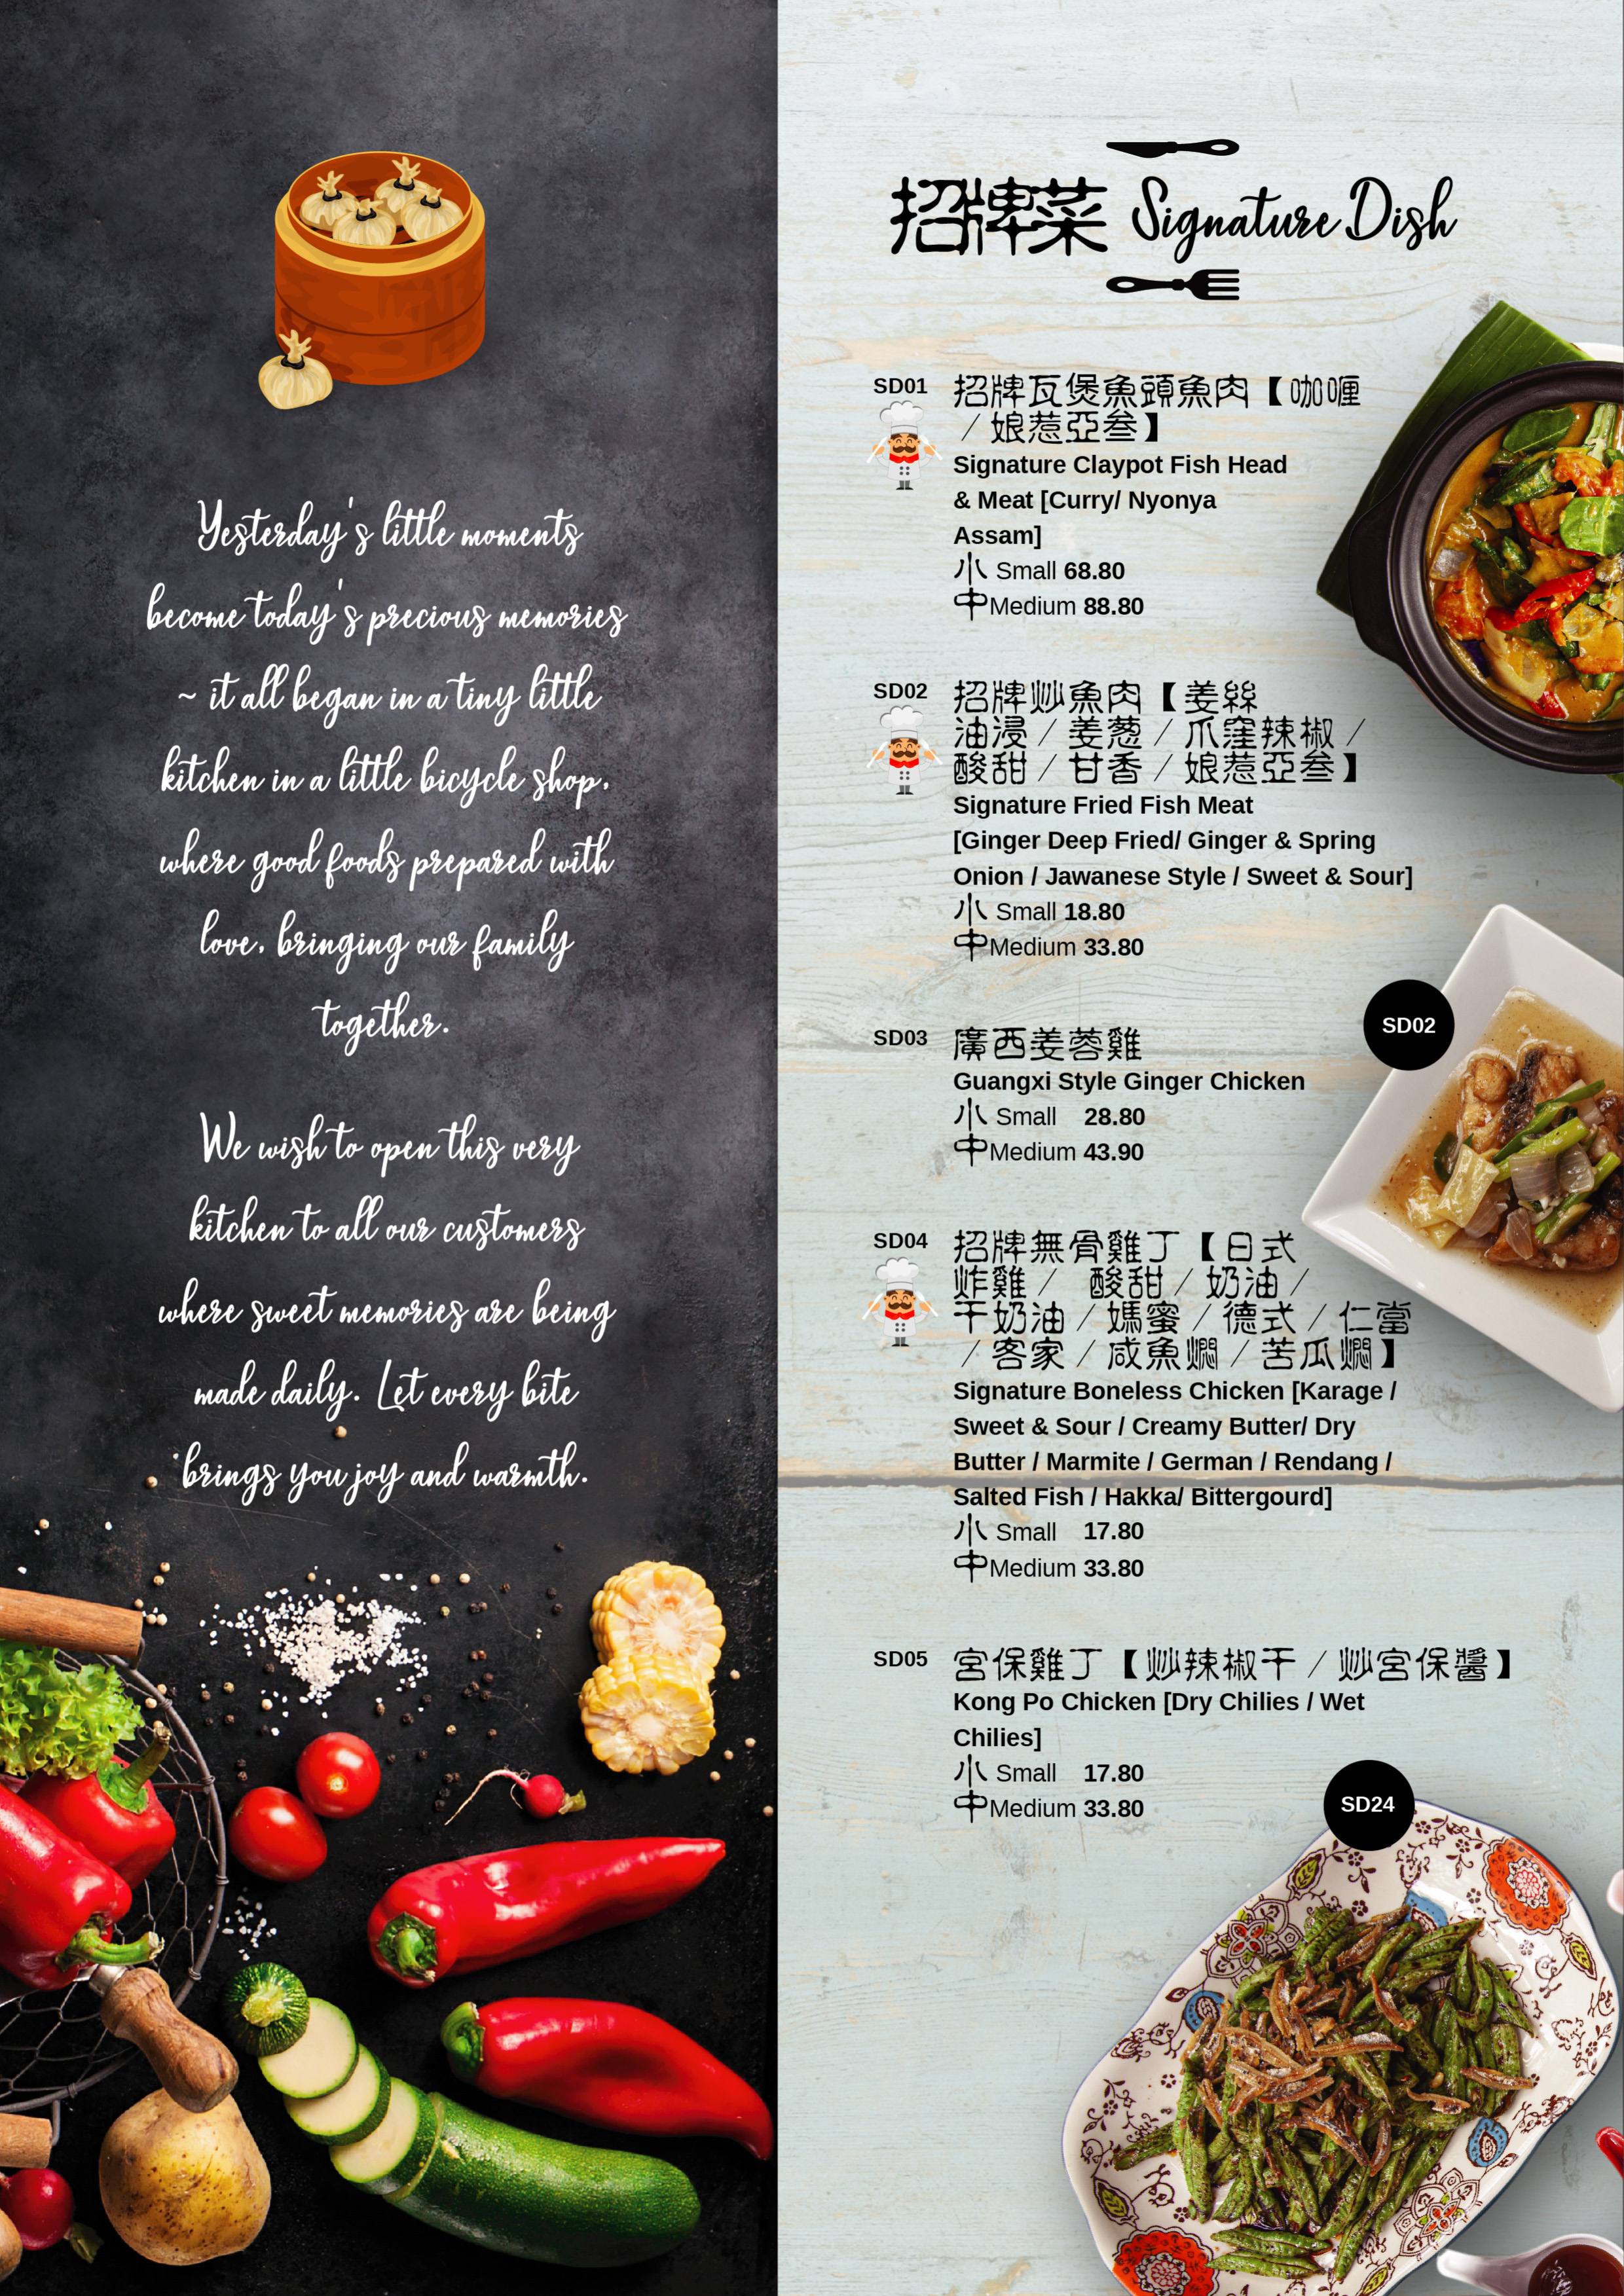 Yesterday's little moments
become today's precious memories
~ it all began in a tiny little
kitchen in a little bicycle shop,
where good foods prepared with
love, bringing our family
together.
We wish to open this very
kitchen to all our customers
where sweet memories are being
made daily. Let every bite
brings you joy and warmth.
招牌菜 Signature Dish
SD01 招牌瓦煲魚頭魚肉【咖喱
/ 娘惹亞叁】
Signature Claypot Fish Head
& Meat [Curry/ Nyonya
Assam]
小 Small 68.80
中Medium 88.80
SD02 招牌炒魚肉【姜絲
油浸 / 姜葱 / 爪窪辣椒 /
酸甜 / 甘香 / 娘惹亞叁】
Signature Fried Fish Meat
[Ginger Deep Fried/ Ginger & Spring
Onion / Jawanese Style / Sweet & Sour]
小 Small 18.80
中Medium 33.80
SD02
SD03 廣西姜蓉雞
Guangxi Style Ginger Chicken
小 Small 28.80
中Medium 43.90
SD04 招牌無骨雞丁【日式
炸雞 / 酸甜 / 奶油 /
干奶油 / 媽蜜 / 德式 / 仁當
/ 客家 / 咸魚燜 / 苦瓜燜】
Signature Boneless Chicken [Karage /
Sweet & Sour / Creamy Butter/ Dry
Butter / Marmite / German / Rendang /
Salted Fish / Hakka/ Bittergourd]
小 Small 17.80
中Medium 33.80
SD05 宮保雞丁【炒辣椒干 / 炒宮保醬】
Kong Po Chicken [Dry Chilies / Wet
Chilies]
小 Small 17.80
中Medium 33.80
SD24